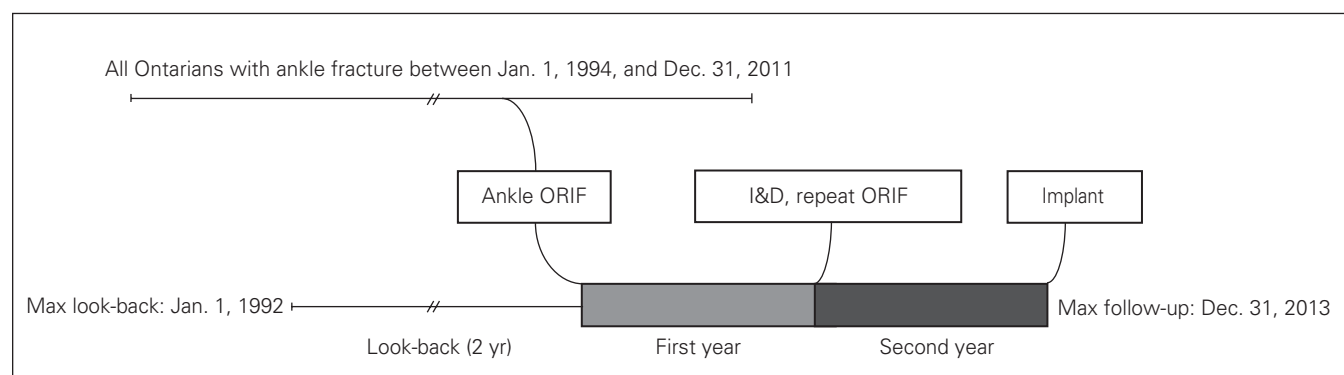 All Ontarians with ankle fracture between Jan. 1, 1994, and Dec. 31, 2011
Ankle ORIF
I&D, repeat ORIF
Implant
Max look-back: Jan. 1, 1992
Max follow-up: Dec. 31, 2013
Look-back (2 yr)
First year
Second year